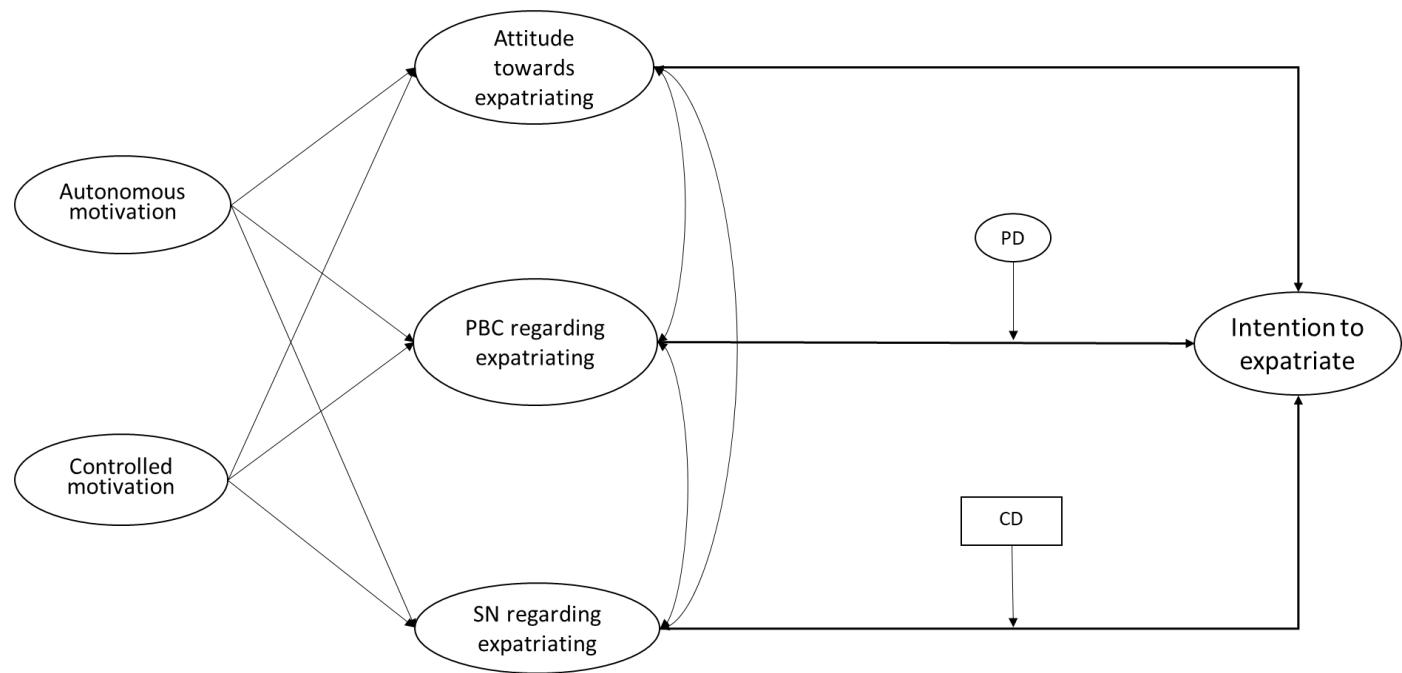 Attitude
towards
expatriating
Autonomous
motivation
PD
PBC regarding
expatriating
Intention to
expatriate
Controlled
motivation
CD
SN regarding
expatriating